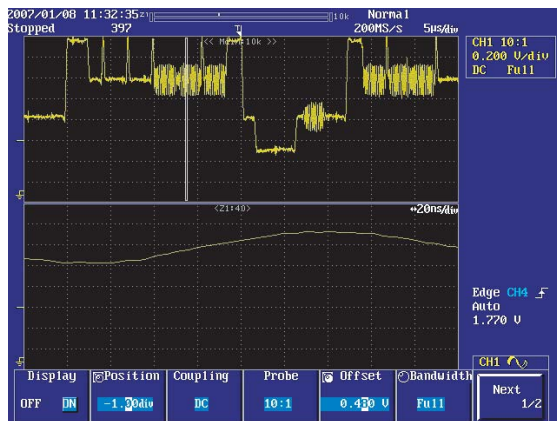 2007/01/08 11:32:35
10k
Normal
Stopped
397
200MS/s
5μs/div
<< Main:10k >>
CH1 10:1
0.200 V/div
DC Full
<Z1:40>
20ns/div
Edge CH4
Auto
1.770 V
CH1
Display
Position
Coupling
Probe
Offset
Bandwidth
Next
OFF ON
-1.00div
DC
10:1
0.430 V
Full
1/2